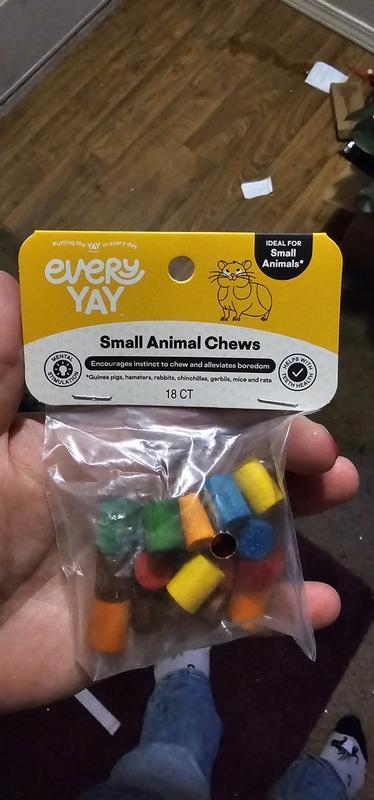 Putting the YAY in every day
every
YAY
IDEAL FOR
Small
Animals*
Small Animal Chews
MENTAL
STIMULATION
Encourages instinct to chew and alleviates boredom
*Guinea pigs, hamsters, rabbits, chinchillas, gerbils, mice and rats
HELPS WITH
TEETH HEALTH
18 CT